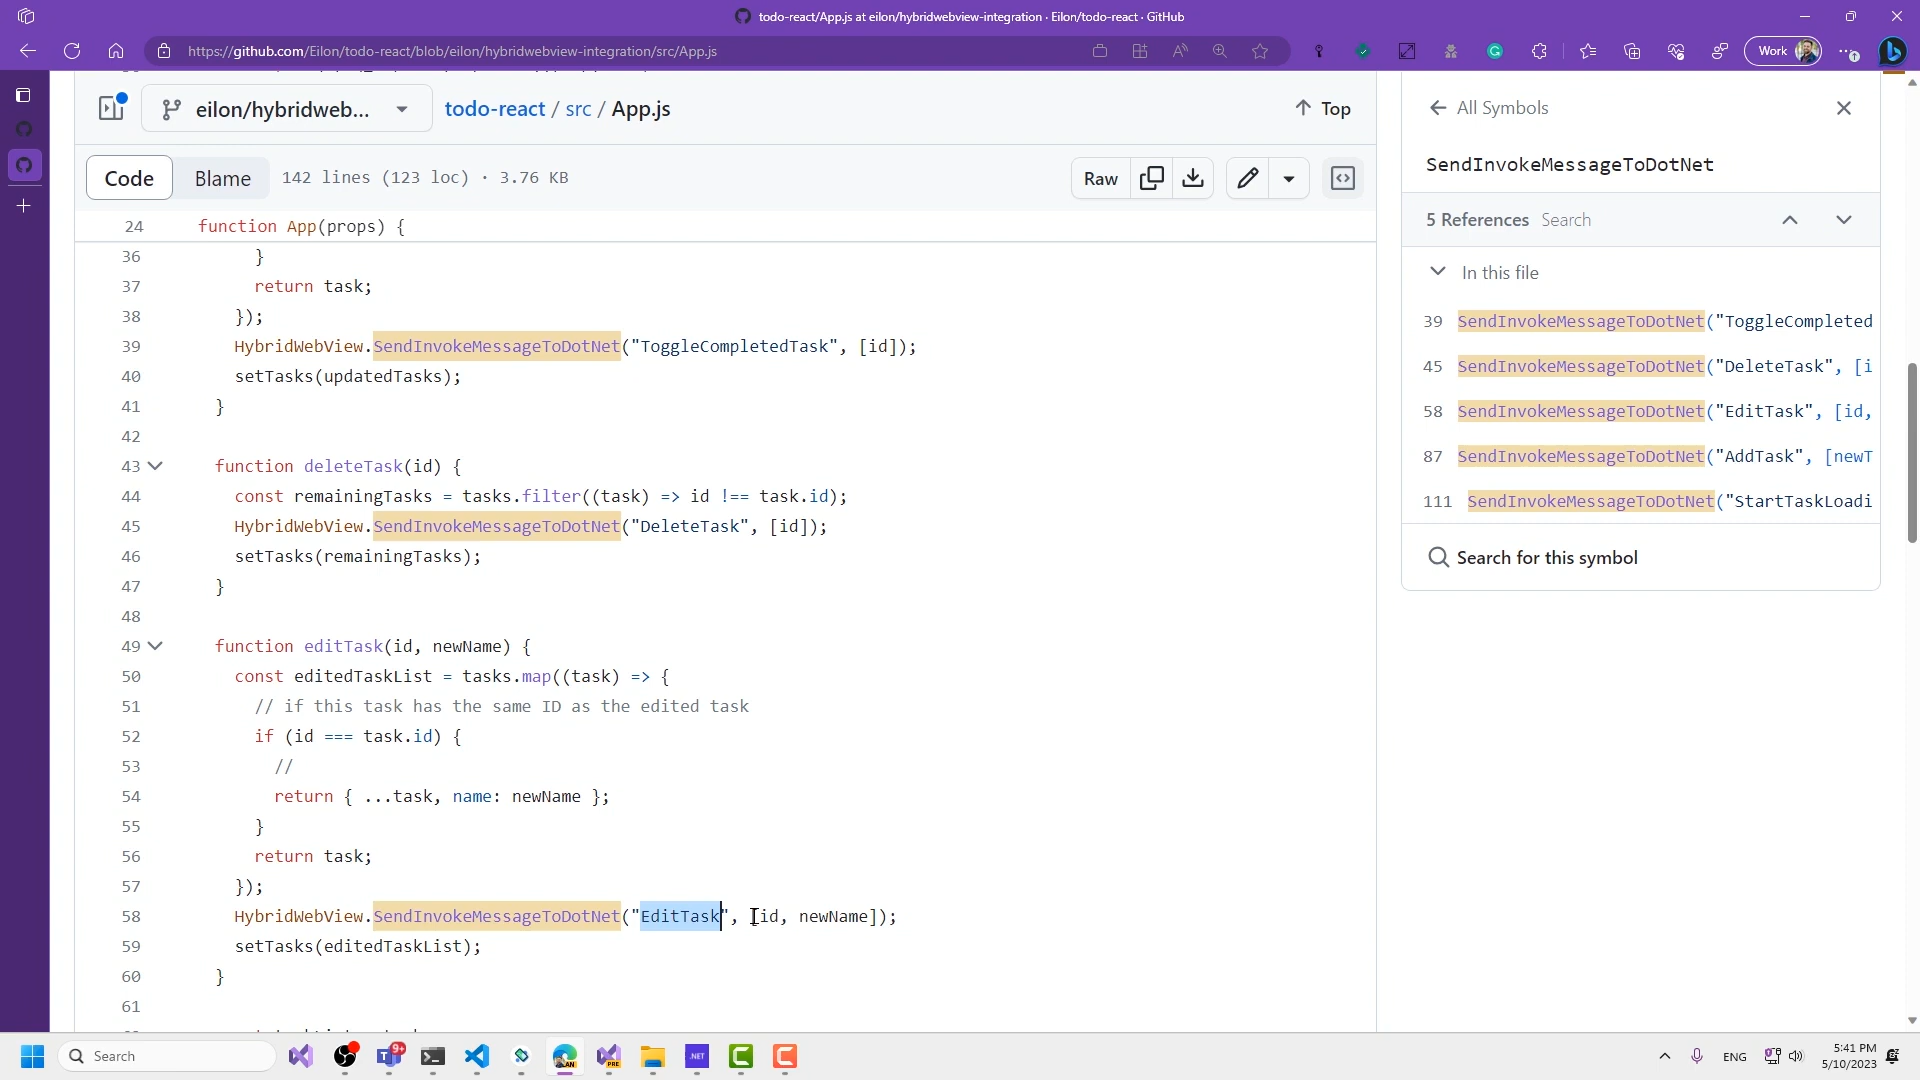 todo-react/App.js at eilon/hybridwebview-integration · Eilon/todo-react · GitHub
https://github.com/Eilon/todo-react/blob/eilon/hybridwebview-integration/src/App.js
Work
eilon/hybridweb...
todo-react / src / App.js
Top
Code
Blame
142 lines (123 loc) · 3.76 KB
Raw
24 function App(props) {
36 }
37 return task;
38 });
39 HybridWebView.SendInvokeMessageToDotNet("ToggleCompletedTask", [id]);
40 setTasks(updatedTasks);
41 }
42
43 function deleteTask(id) {
44 const remainingTasks = tasks.filter((task) => id !== task.id);
45 HybridWebView.SendInvokeMessageToDotNet("DeleteTask", [id]);
46 setTasks(remainingTasks);
47 }
48
49 function editTask(id, newName) {
50 const editedTaskList = tasks.map((task) => {
51 // if this task has the same ID as the edited task
52 if (id === task.id) {
53 //
54 return { ...task, name: newName };
55 }
56 return task;
57 });
58 HybridWebView.SendInvokeMessageToDotNet("EditTask", [id, newName]);
59 setTasks(editedTaskList);
60 }
61
All Symbols
SendInvokeMessageToDotNet
5 References Search
In this file
39 SendInvokeMessageToDotNet("ToggleCompleted
45 SendInvokeMessageToDotNet("DeleteTask", [i
58 SendInvokeMessageToDotNet("EditTask", [id,
87 SendInvokeMessageToDotNet("AddTask", [newT
111 SendInvokeMessageToDotNet("StartTaskLoadi
Search for this symbol
Search
9+
PRE
.NET
ENG
5:41 PM
5/10/2023